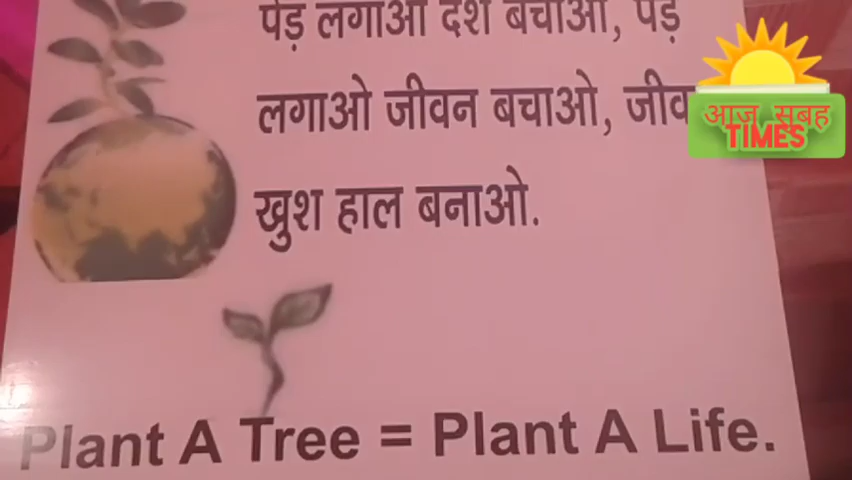 पेड़ लगाओ देश बचाओ, पेड़
लगाओ जीवन बचाओ, जीव
खुश हाल बनाओ.
Plant A Tree = Plant A Life.
आज सुबह
TIMES